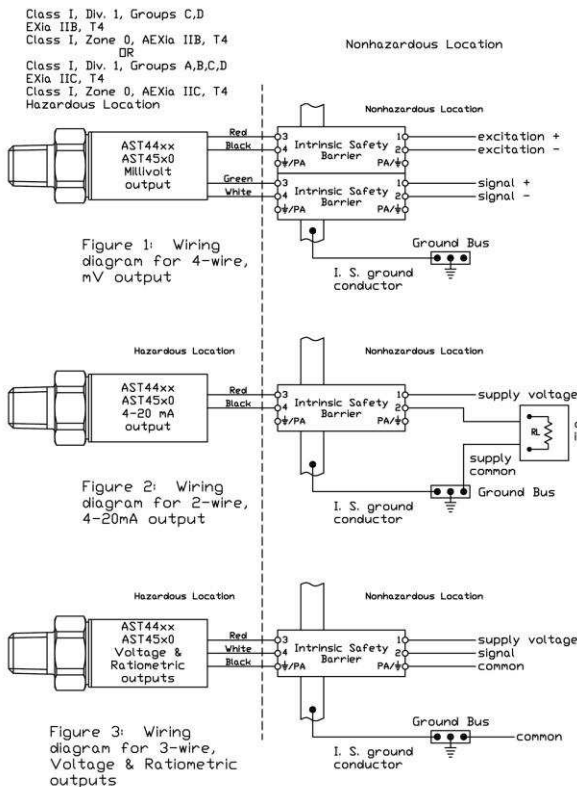 Class I, Div. 1, Groups C,D
EXia IIB, T4
Class I, Zone 0, AEXia IIB, T4
OR
Class I, Div. 1, Groups A,B,C,D
EXia IIC, T4
Class I, Zone 0, AEXia IIC, T4
Hazardous Location
Nonhazardous Location
Nonhazardous Location
AST44xx
AST45x0
Millivolt
output
Red
Black
Green
White
3
4
⏚/PA
Intrinsic Safety
Barrier
1
2
PA/⏚
3
4
⏚/PA
Intrinsic Safety
Barrier
1
2
PA/⏚
excitation +
excitation -
signal +
signal -
Figure 1: Wiring
diagram for 4-wire,
mV output
I. S. ground
conductor
Ground Bus
Hazardous Location
Nonhazardous Location
AST44xx
AST45x0
4-20 mA
output
Red
Black
3
4
⏚/PA
Intrinsic Safety
Barrier
1
2
PA/⏚
supply voltage
RL
supply
common
Figure 2: Wiring
diagram for 2-wire,
4-20mA output
I. S. ground
conductor
Ground Bus
Hazardous Location
Nonhazardous Location
AST44xx
AST45x0
Voltage &
Ratiometric
outputs
Red
White
Black
3
4
⏚/PA
Intrinsic Safety
Barrier
1
2
PA/⏚
supply voltage
signal
common
Figure 3: Wiring
diagram for 3-wire,
Voltage & Ratiometric
outputs
I. S. ground
conductor
Ground Bus
common